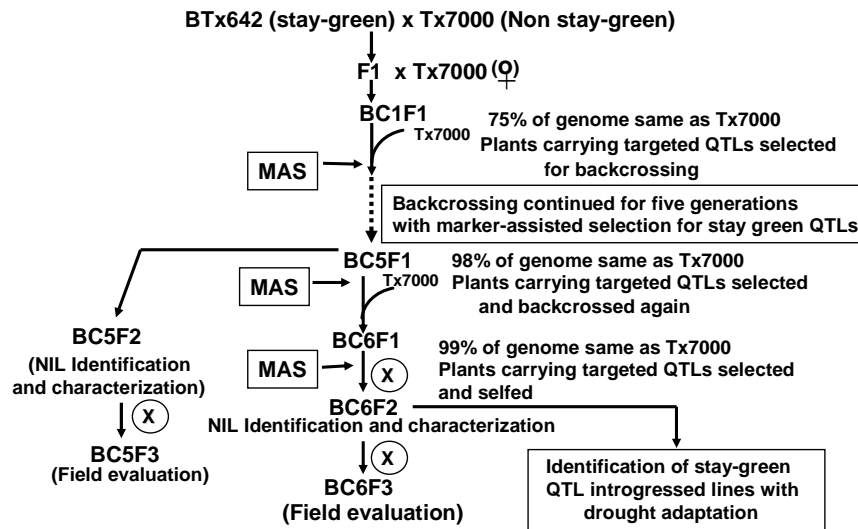 BTx642 (stay-green) x Tx7000 (Non stay-green)
F1 x Tx7000 (♀)
BC1F1
Tx7000
75% of genome same as Tx7000
Plants carrying targeted QTLs selected
for backcrossing
MAS
Backcrossing continued for five generations
with marker-assisted selection for stay green QTLs
BC5F1
Tx7000
98% of genome same as Tx7000
Plants carrying targeted QTLs selected
and backcrossed again
MAS
BC5F2
(NIL Identification
and characterization)
X
BC5F3
(Field evaluation)
BC6F1
99% of genome same as Tx7000
Plants carrying targeted QTLs selected
and selfed
MAS
X
BC6F2
NIL Identification and characterization
X
BC6F3
(Field evaluation)
Identification of stay-green
QTL introgressed lines with
drought adaptation